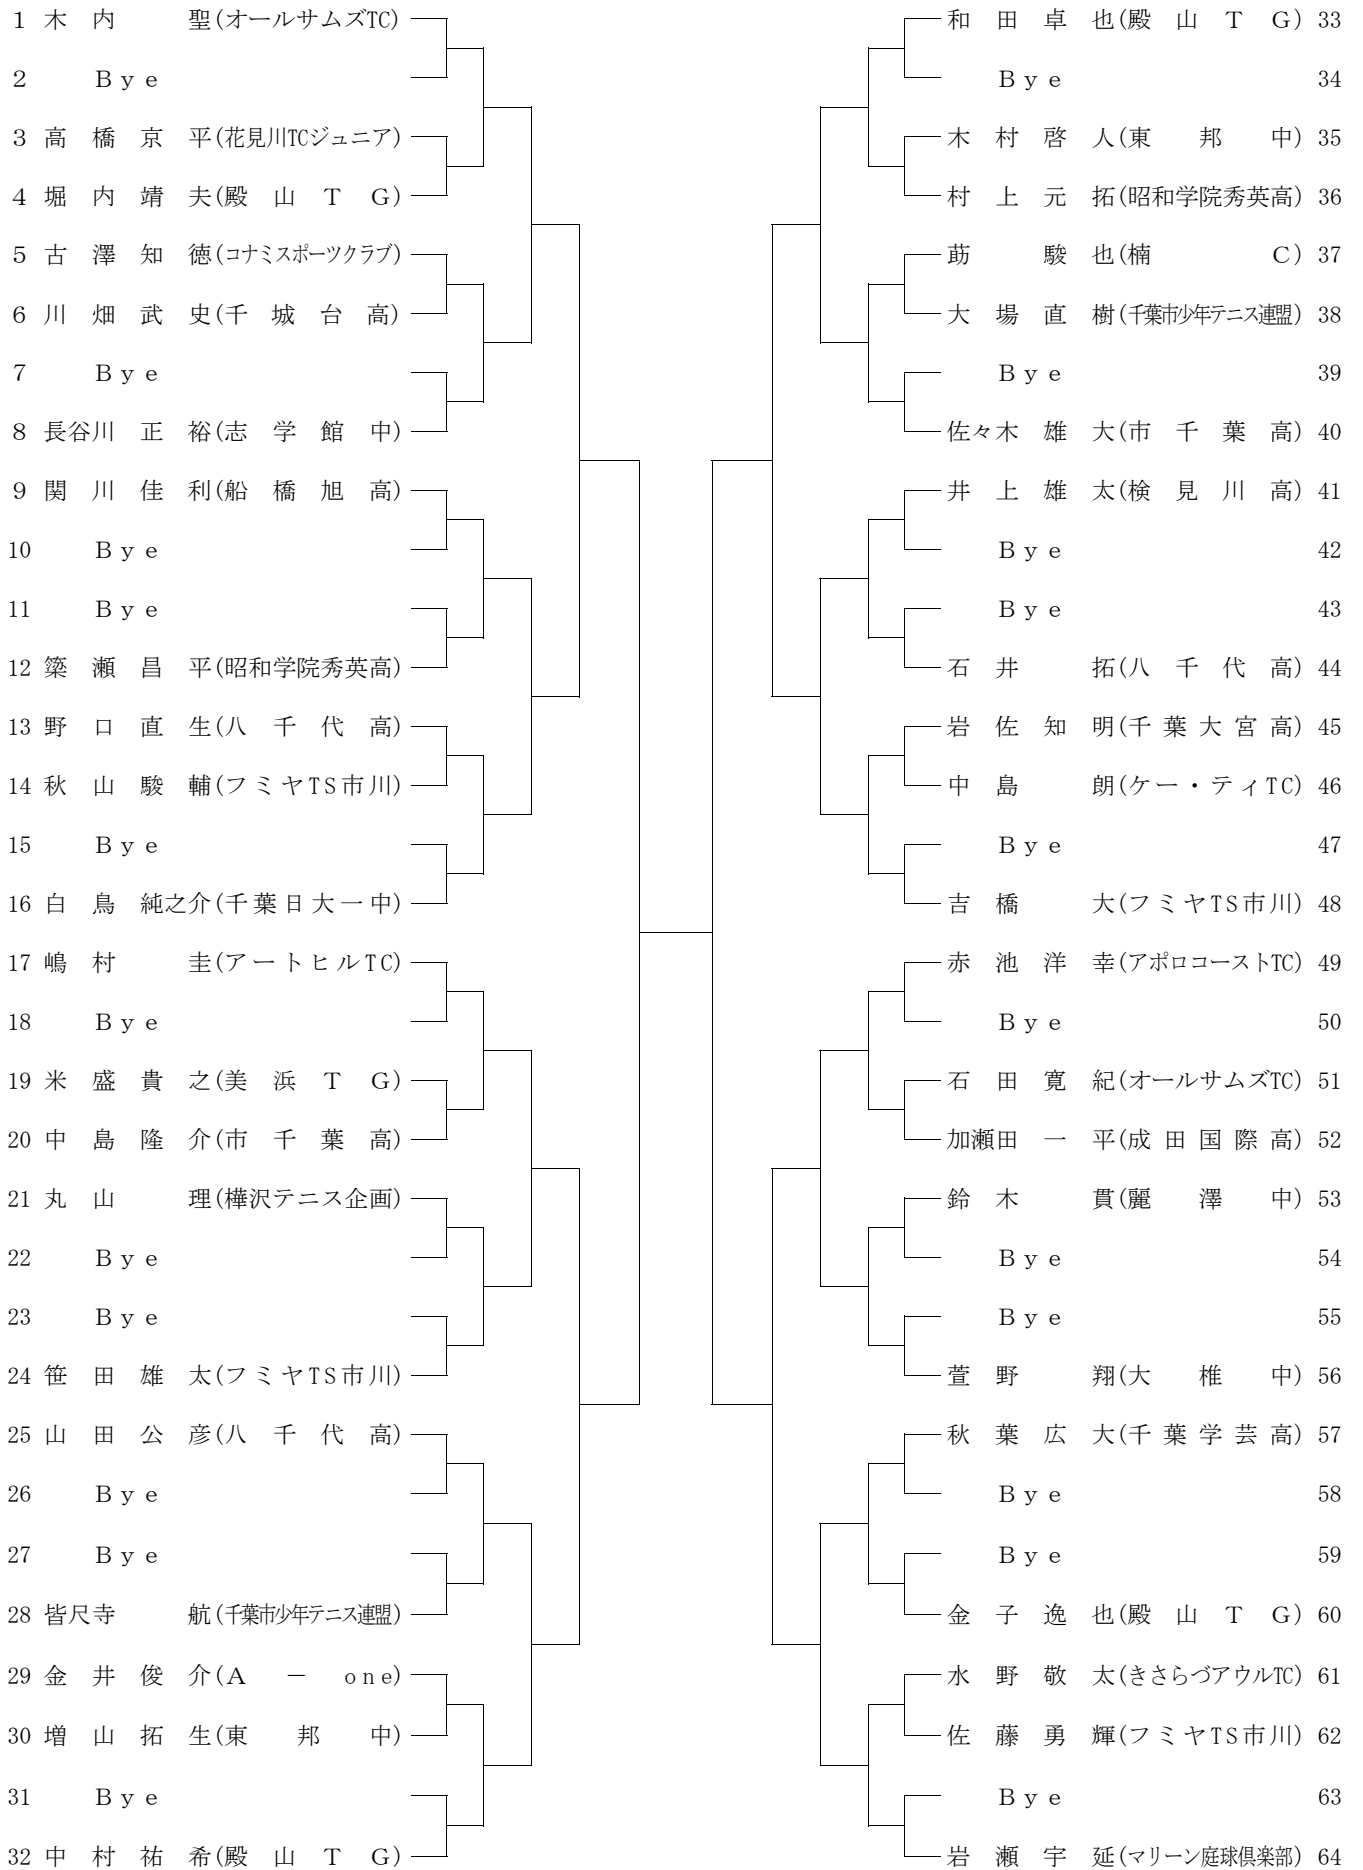 1 木内 聖(オールサムズTC)
2 Bye
3 高橋京平(花見川TCジュニア)
4 堀内靖夫(殿山TG)
5 古澤知徳(コナミスポーツクラブ)
6 川畑武史(千城台高)
7 Bye
8 長谷川正裕(志学館中)
9 関川佳利(船橋旭高)
10 Bye
11 Bye
12 簗瀬昌平(昭和学院秀英高)
13 野口直生(八千代高)
14 秋山駿輔(フミヤTS市川)
15 Bye
16 白鳥純之介(千葉日大一中)
17 嶋村 圭(アートヒルTC)
18 Bye
19 米盛貴之(美浜TG)
20 中島隆介(市千葉高)
21 丸山 理(樺沢テニス企画)
22 Bye
23 Bye
24 笹田雄太(フミヤTS市川)
25 山田公彦(八千代高)
26 Bye
27 Bye
28 皆尺寺 航(千葉市少年テニス連盟)
29 金井俊介(A－one)
30 増山拓生(東邦中)
31 Bye
32 中村祐希(殿山TG)
和田卓也(殿山TG) 33
Bye 34
木村啓人(東邦中) 35
村上元拓(昭和学院秀英高) 36
莇 駿也(楠C) 37
大場直樹(千葉市少年テニス連盟) 38
Bye 39
佐々木雄大(市千葉高) 40
井上雄太(検見川高) 41
Bye 42
Bye 43
石井 拓(八千代高) 44
岩佐知明(千葉大宮高) 45
中島 朗(ケー・ティTC) 46
Bye 47
吉橋 大(フミヤTS市川) 48
赤池洋幸(アポロコーストTC) 49
Bye 50
石田寛紀(オールサムズTC) 51
加瀬田一平(成田国際高) 52
鈴木 貫(麗澤中) 53
Bye 54
Bye 55
萱野 翔(大椎中) 56
秋葉広大(千葉学芸高) 57
Bye 58
Bye 59
金子逸也(殿山TG) 60
水野敬太(きさらづアウルTC) 61
佐藤勇輝(フミヤTS市川) 62
Bye 63
岩瀬宇延(マリーン庭球倶楽部) 64